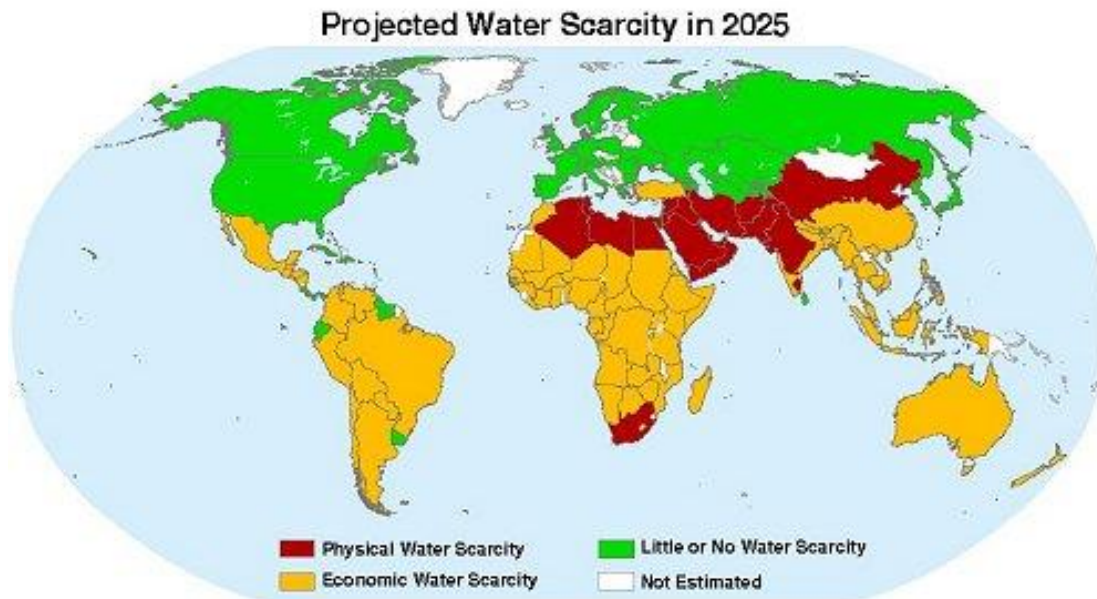 Projected Water Scarcity in 2025
Physical Water Scarcity
Little or No Water Scarcity
Economic Water Scarcity
Not Estimated